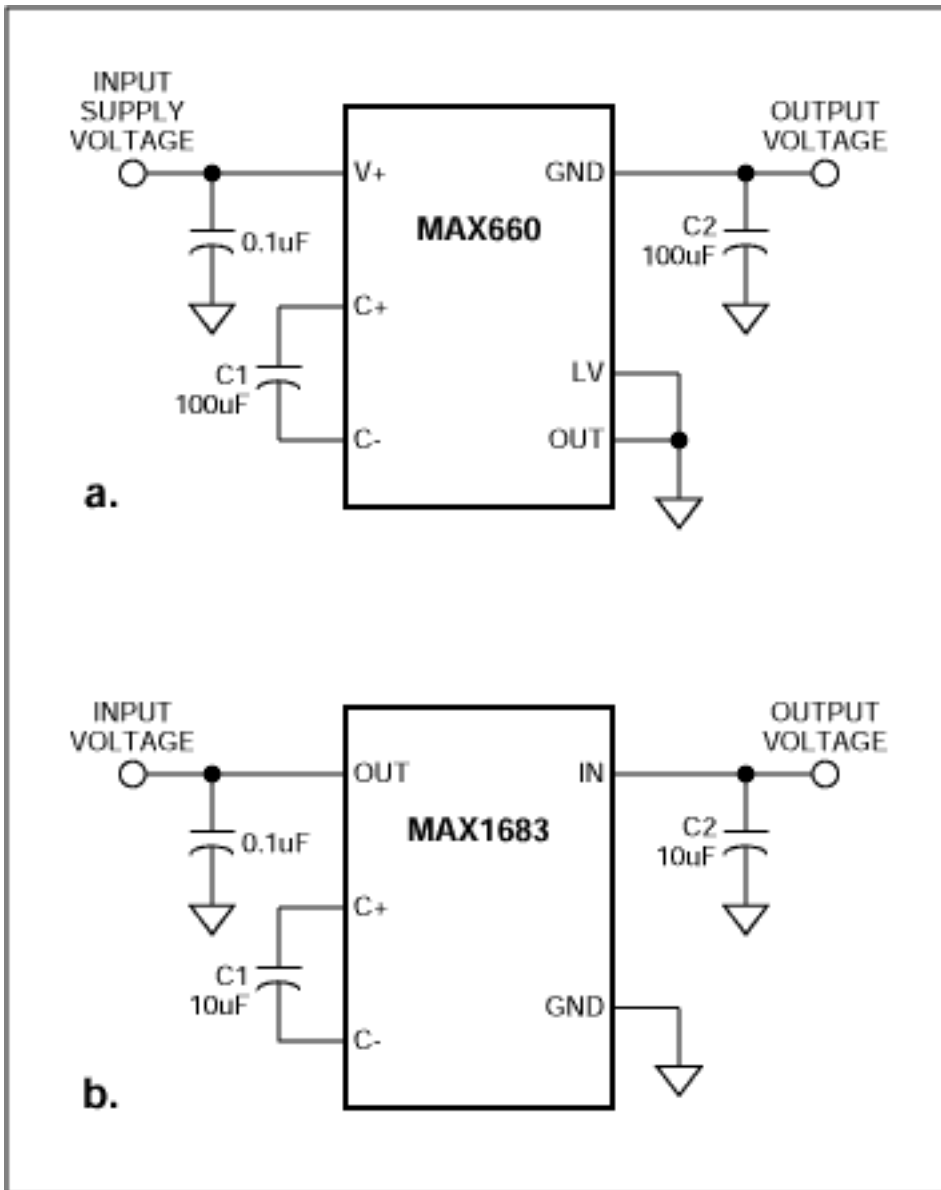 INPUT
SUPPLY
VOLTAGE
OUTPUT
VOLTAGE
V+
GND
MAX660
0.1uF
C2
100uF
C+
C1
100uF
LV
C-
OUT
a.
INPUT
VOLTAGE
OUTPUT
VOLTAGE
OUT
IN
MAX1683
0.1uF
C2
10uF
C+
C1
10uF
GND
C-
b.